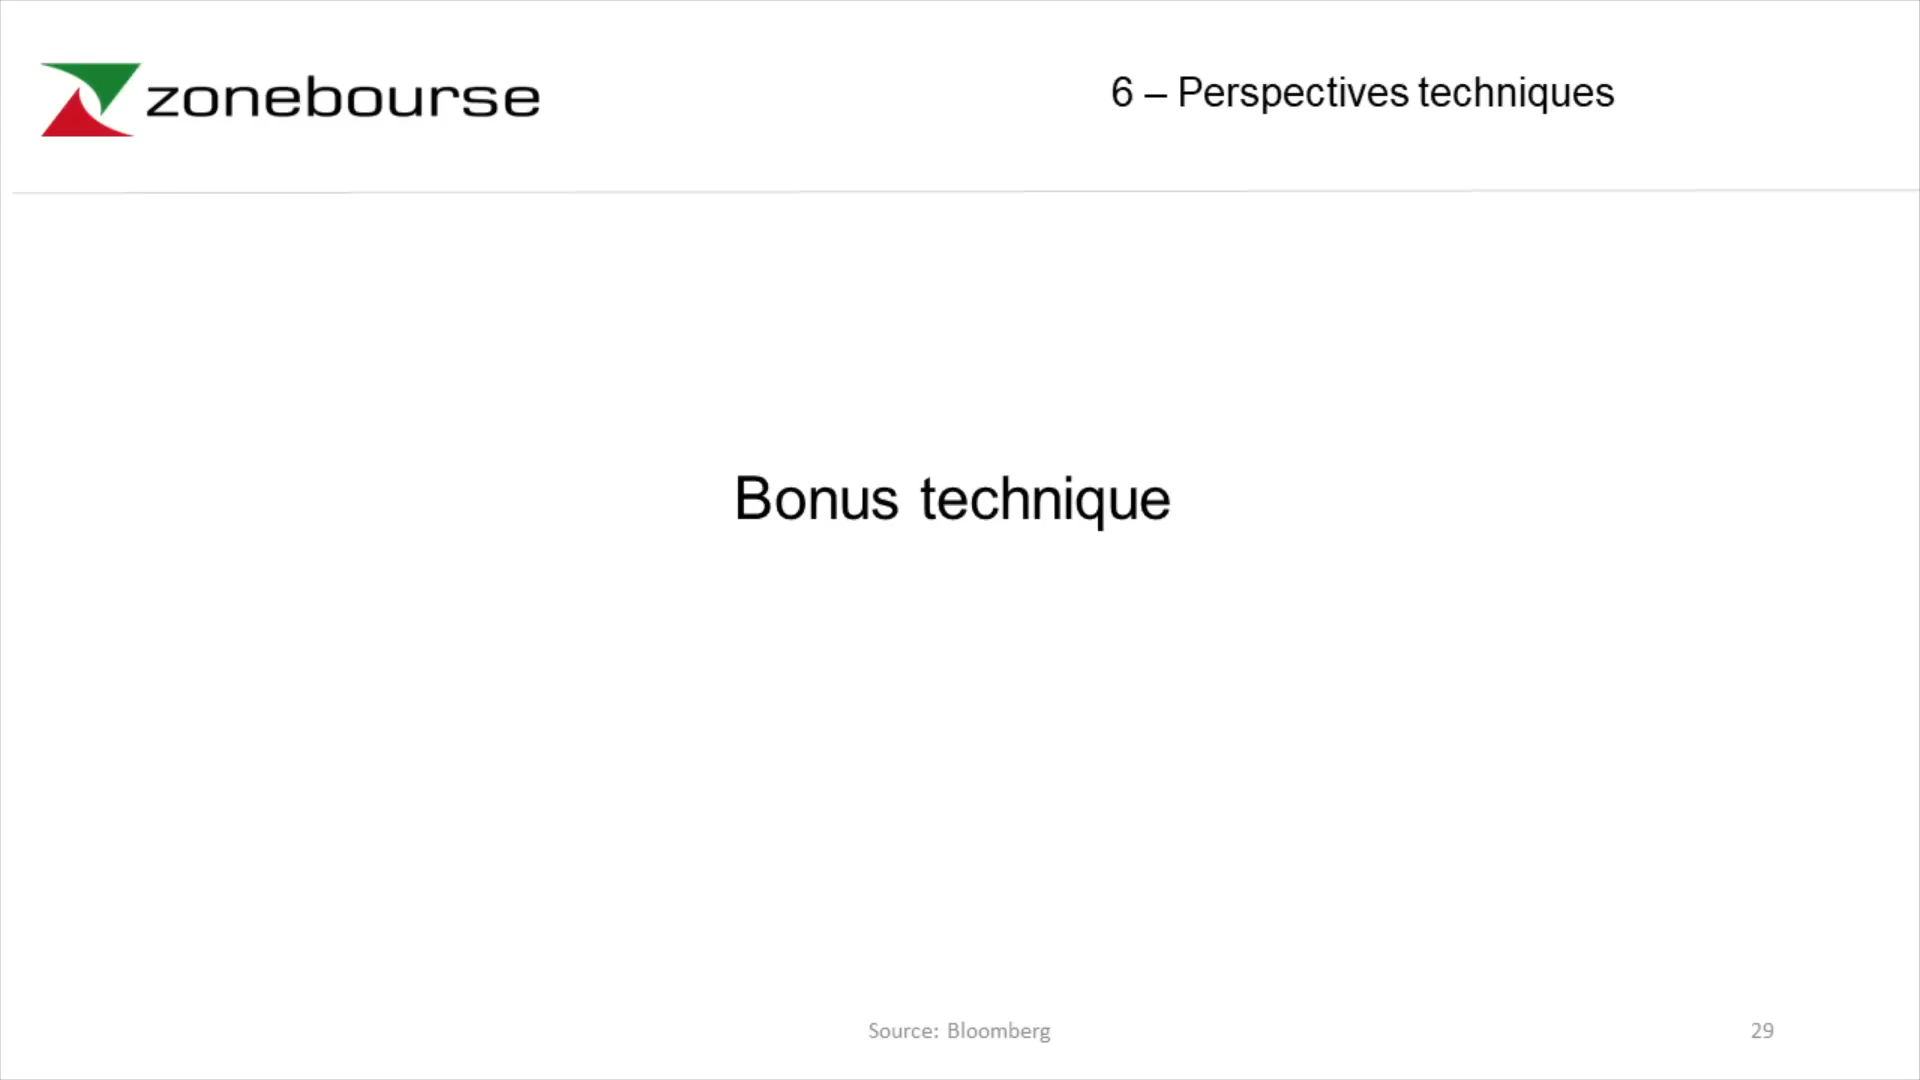 zonebourse
6 – Perspectives techniques
Bonus technique
Source: Bloomberg
29